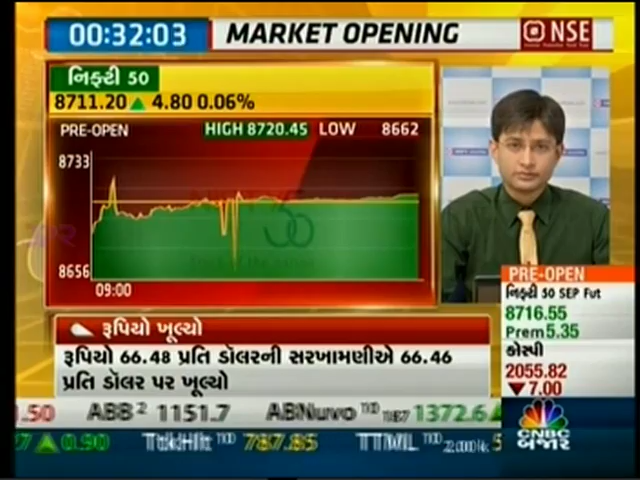 00:32:03 MARKET OPENING NSE
નિફ્ટી 50
8711.20 ▲ 4.80 0.06%
PRE-OPEN HIGH 8720.45 LOW 8662
8733
8656
09:00
PRE-OPEN
નિફ્ટી 50 SEP Fut
8716.55
Prem 5.35
કોસ્પી
2055.82
▼7.00
રૂપિયો ખૂલ્યો
રૂપિયો 66.48 પ્રતિ ડૉલરની સરખામણીએ 66.46
પ્રતિ ડૉલર પર ખૂલ્યો
.50 ABB 1151.7 ABNuvo 1372.6
7 ▲ 0.90 787.85 TTML 5
CNBC
બજાર